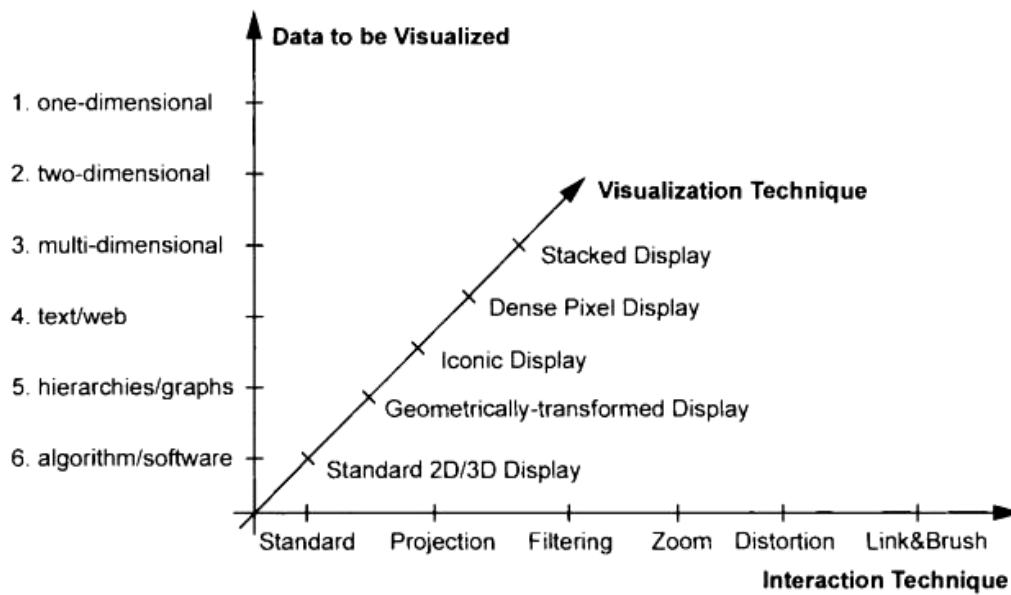 Data to be Visualized
1. one-dimensional
2. two-dimensional
Visualization Technique
3. multi-dimensional
Stacked Display
Dense Pixel Display
4. text/web
Iconic Display
5. hierarchies/graphs
Geometrically-transformed Display
6. algorithm/software
Standard 2D/3D Display
Standard Projection Filtering Zoom Distortion Link&Brush
Interaction Technique